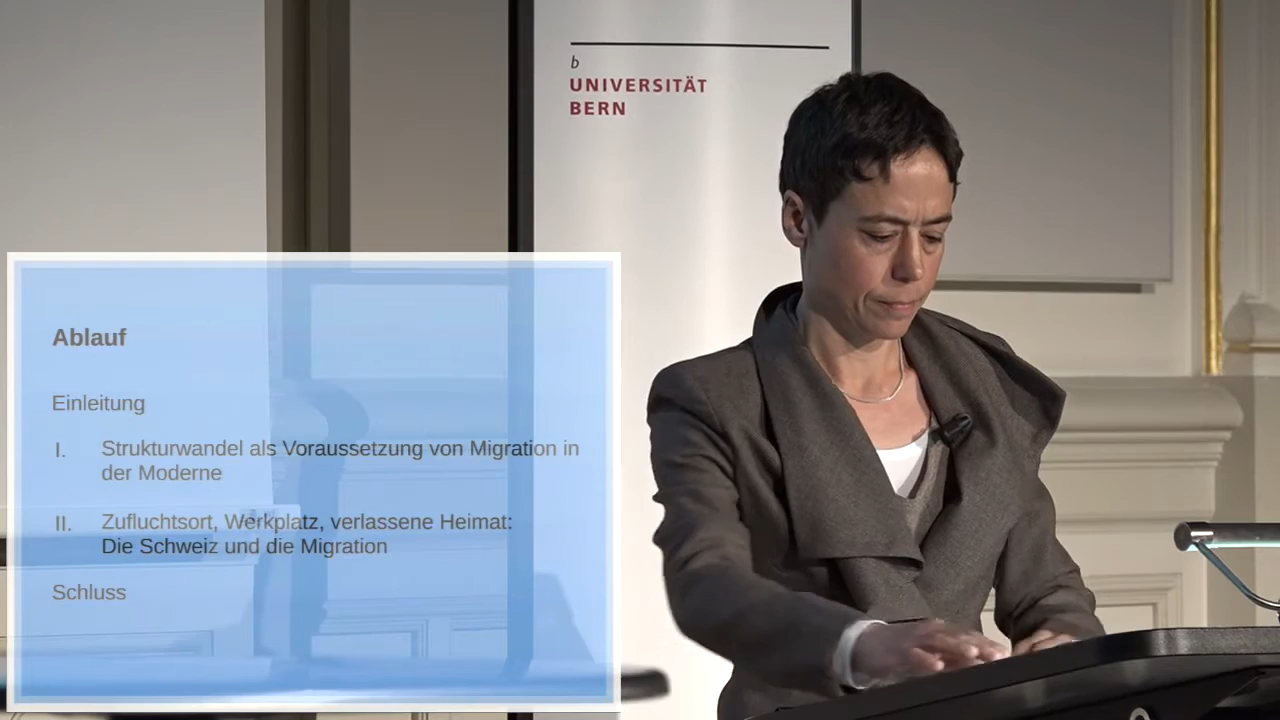 b
UNIVERSITÄT
BERN
Ablauf
Einleitung
I. Strukturwandel als Voraussetzung von Migration in
der Moderne
II. Zufluchtsort, Werkplatz, verlassene Heimat:
Die Schweiz und die Migration
Schluss